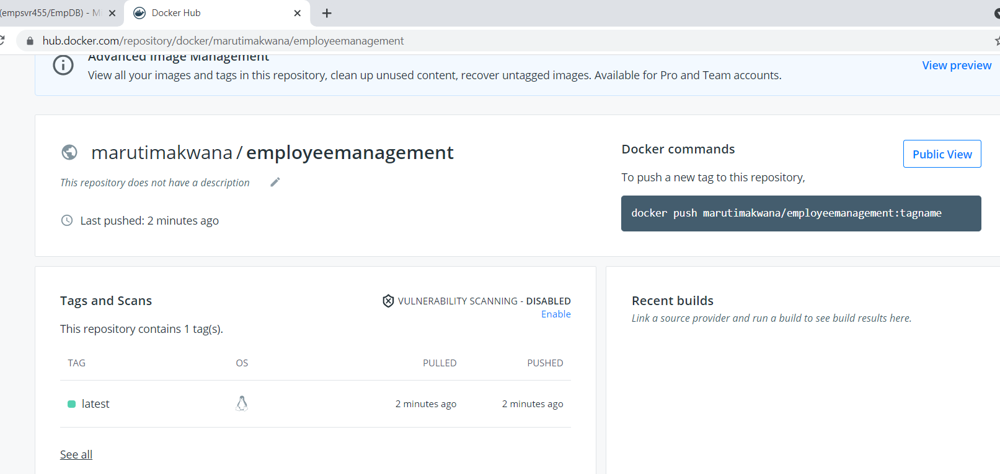 (empsvr455/EmpDB) - Mi
Docker Hub
hub.docker.com/repository/docker/marutimakwana/employeemanagement
Advanced Image Management
View all your images and tags in this repository, clean up unused content, recover untagged images. Available for Pro and Team accounts.
View preview
marutimakwana / employeemanagement
This repository does not have a description
Last pushed: 2 minutes ago
Docker commands
Public View
To push a new tag to this repository,
docker push marutimakwana/employeemanagement:tagname
Tags and Scans
VULNERABILITY SCANNING - DISABLED
Enable
This repository contains 1 tag(s).
TAG OS PULLED PUSHED
latest 2 minutes ago 2 minutes ago
See all
Recent builds
Link a source provider and run a build to see build results here.